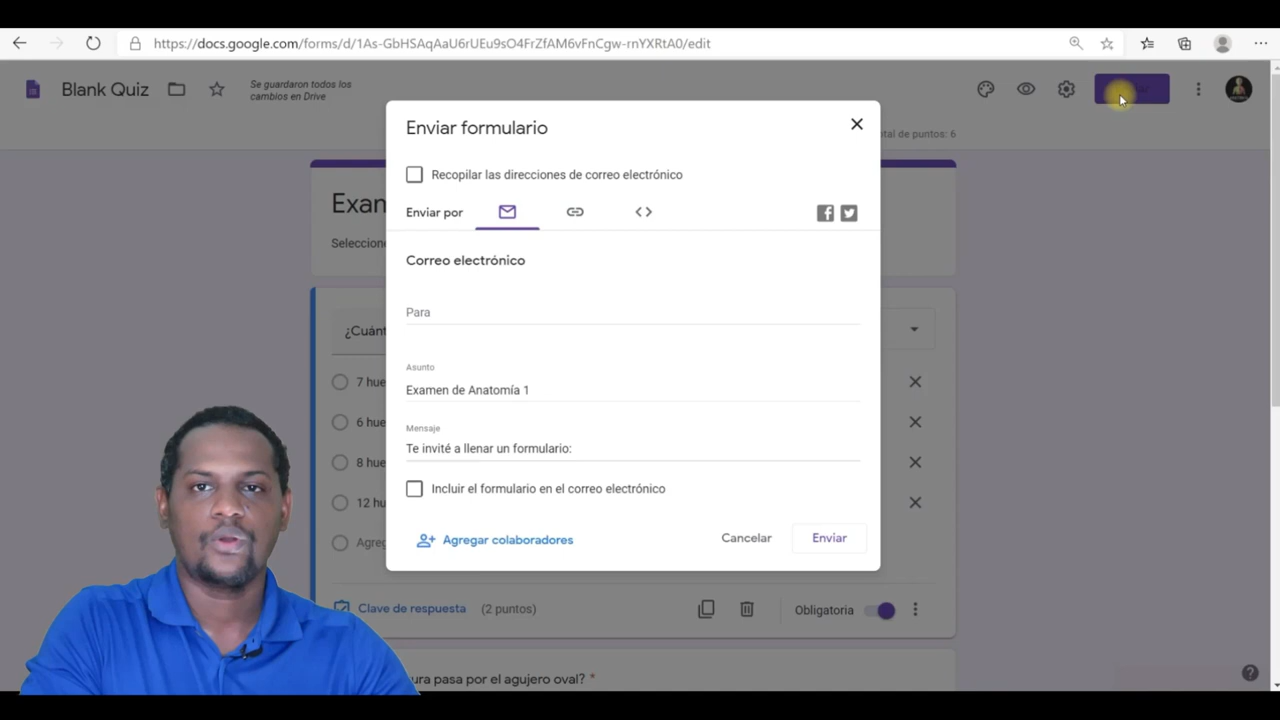 https://docs.google.com/forms/d/1As-GbHSAqAaU6rUEu9sO4FrZfAM6vFnCgw-rnYXRtA0/edit
Blank Quiz
Se guardaron todos los
cambios en Drive
Enviar formulario
tal de puntos: 6
Recopilar las direcciones de correo electrónico
Exam
Enviar por
Seleccion
Correo electrónico
Para
¿Cuánt
Asunto
7 hue
Examen de Anatomía 1
6 hue
Mensaje
Te invité a llenar un formulario:
8 hue
Incluir el formulario en el correo electrónico
12 hu
Agreg
Agregar colaboradores
Cancelar
Enviar
Clave de respuesta (2 puntos)
Obligatoria
ura pasa por el agujero oval? *